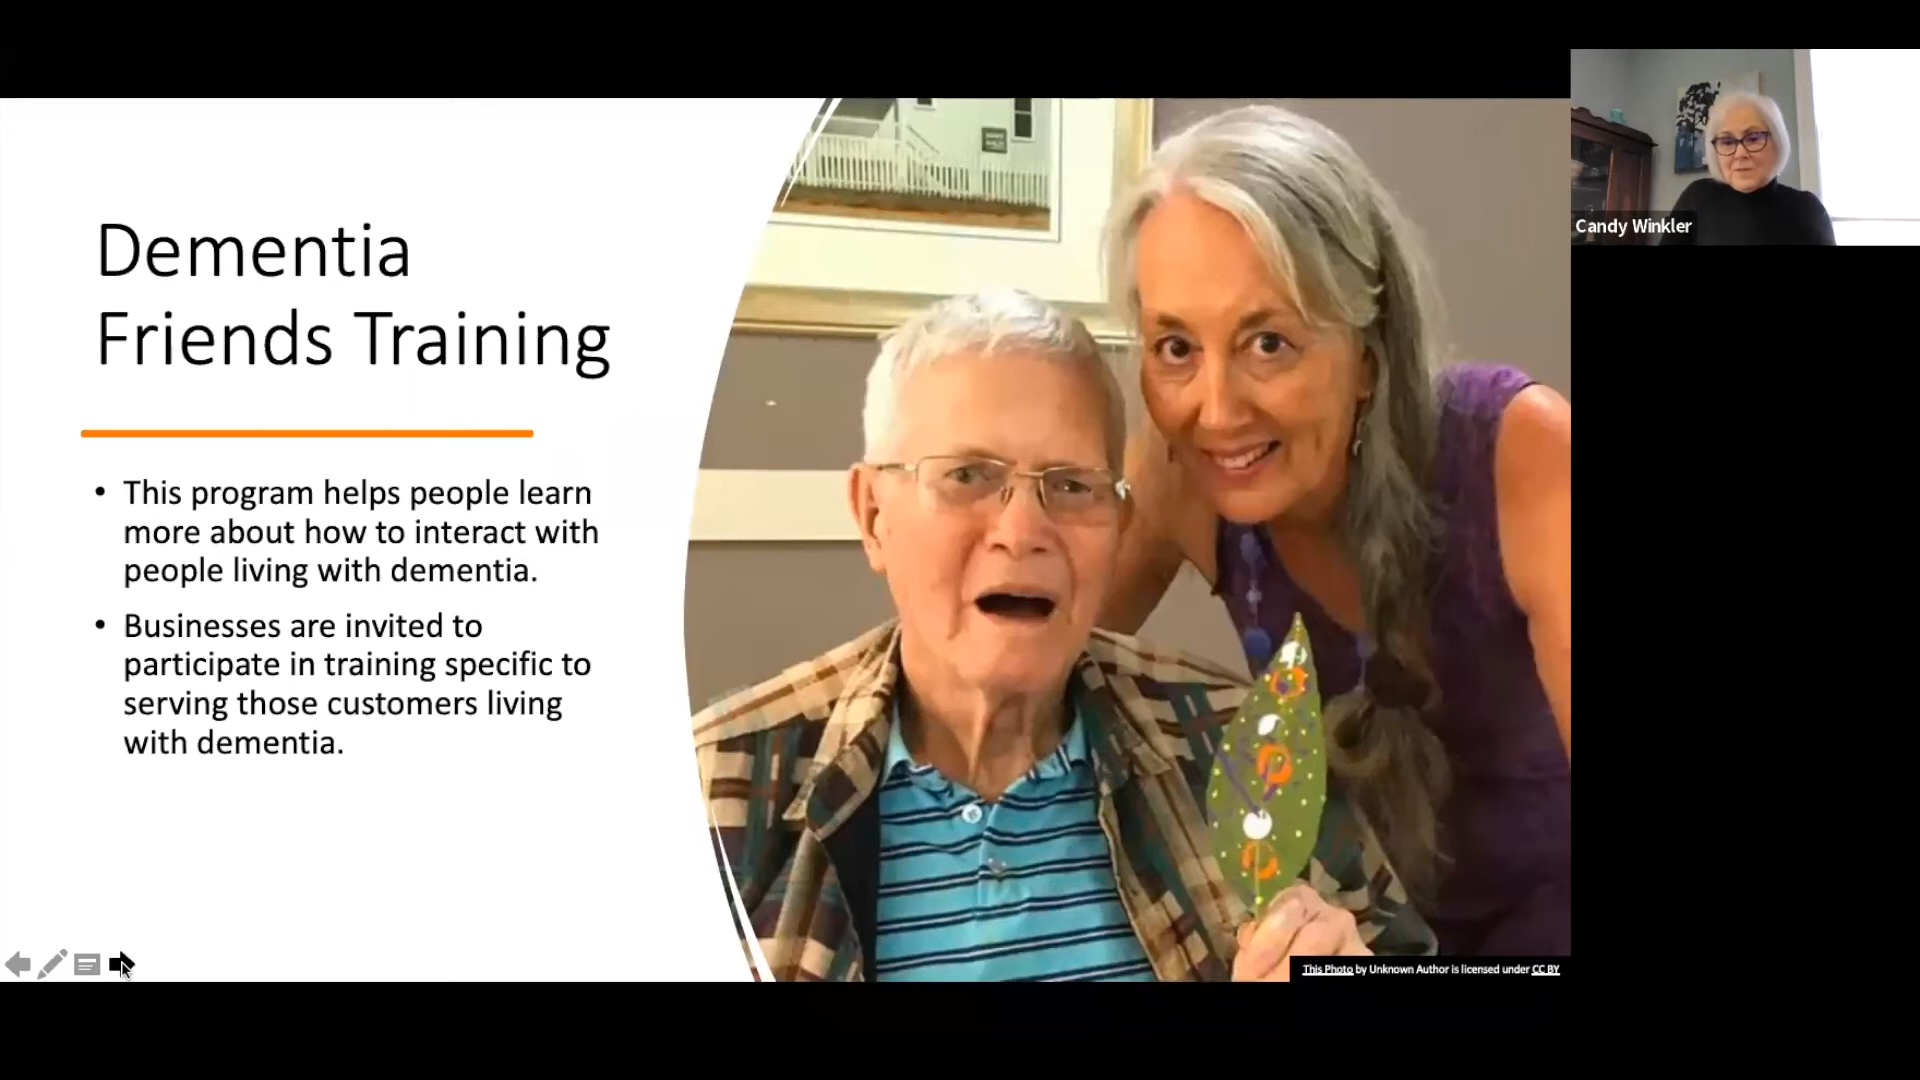 Dementia
Friends Training
• This program helps people learn
more about how to interact with
people living with dementia.
• Businesses are invited to
participate in training specific to
serving those customers living
with dementia.
This Photo by Unknown Author is licensed under CC BY
Candy Winkler